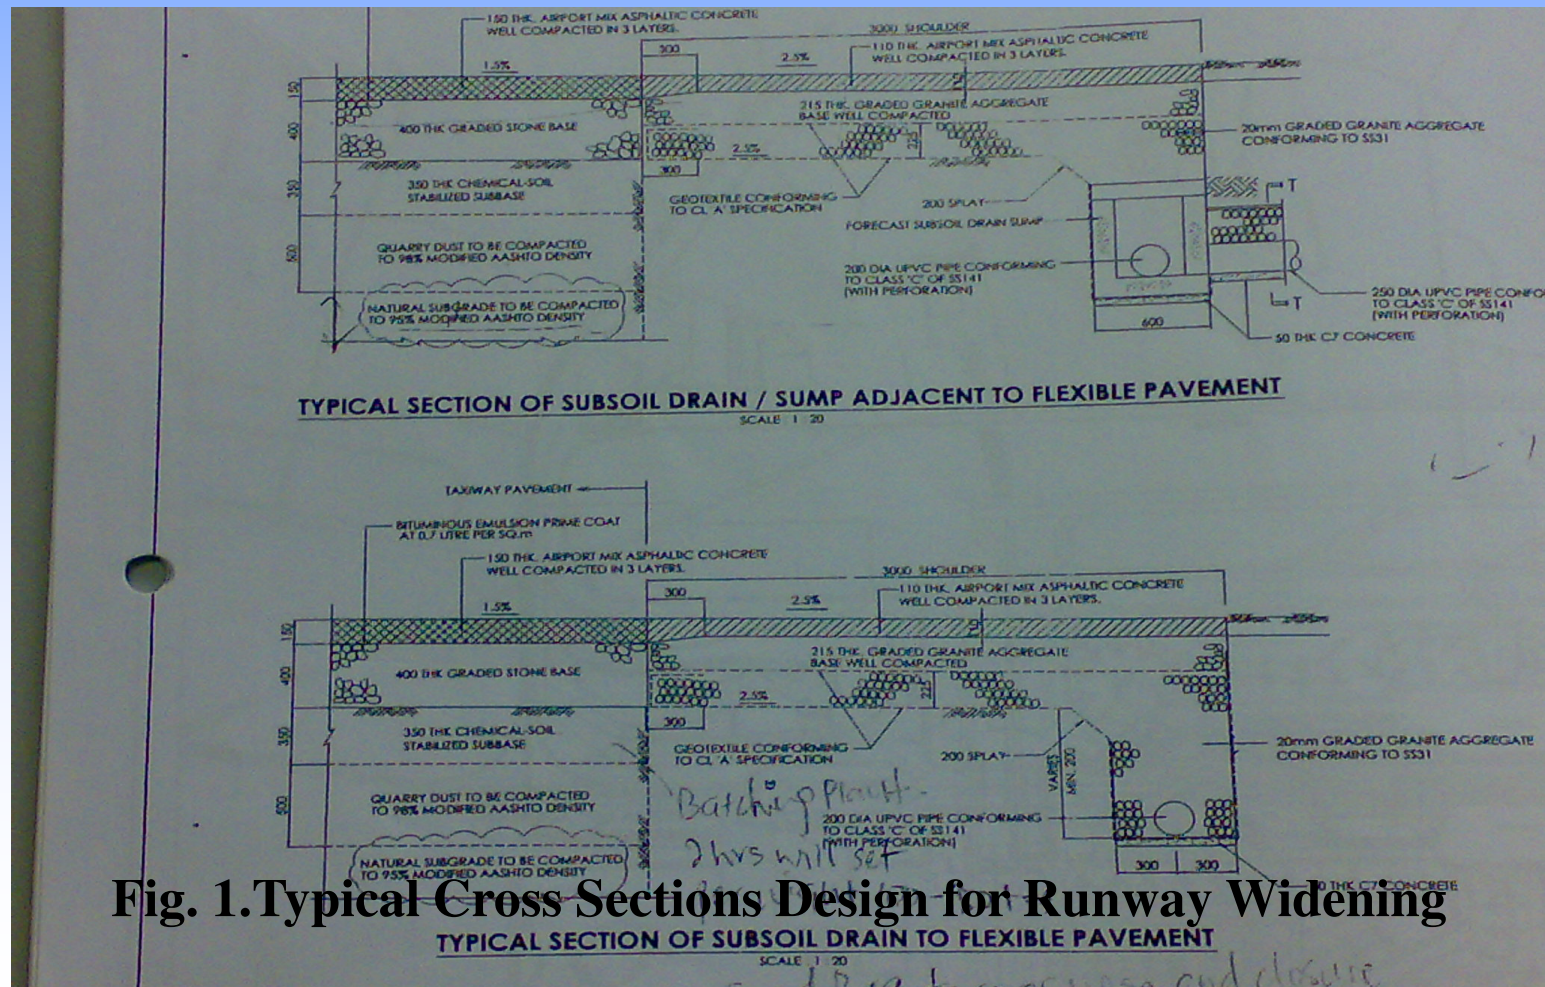 150 THK. AIRPORT MIX ASPHALTIC CONCRETE
WELL COMPACTED IN 3 LAYERS.
3000 SHOULDER
300
110 THK. AIRPORT MIX ASPHALTIC CONCRETE
WELL COMPACTED IN 3 LAYERS.
1.5%
2.5%
150
110
400
215 THK. GRADED GRANITE AGGREGATE
BASE WELL COMPACTED
400 THK GRADED STONE BASE
225
20mm GRADED GRANITE AGGREGATE
CONFORMING TO SS31
2.5%
300
350
350 THK CHEMICAL-SOIL
STABILIZED SUBBASE
GEOTEXTILE CONFORMING
TO CL 'A' SPECIFICATION
200 SPLAY
T
FORECAST SUBSOIL DRAIN SUMP
QUARRY DUST TO BE COMPACTED
TO 98% MODIFIED AASHTO DENSITY
200 DIA UPVC PIPE CONFORMING
TO CLASS 'C' OF SS141
(WITH PERFORATION)
250 DIA UPVC PIPE CONFO
TO CLASS 'C' OF SS141
(WITH PERFORATION)
T
NATURAL SUBGRADE TO BE COMPACTED
TO 95% MODIFIED AASHTO DENSITY
600
50 THK C7 CONCRETE
TYPICAL SECTION OF SUBSOIL DRAIN / SUMP ADJACENT TO FLEXIBLE PAVEMENT
SCALE 1 : 20
TAXIWAY PAVEMENT
BITUMINOUS EMULSION PRIME COAT
AT 0.7 LITRE PER SQ.m
150 THK. AIRPORT MIX ASPHALTIC CONCRETE
WELL COMPACTED IN 3 LAYERS.
3000 SHOULDER
300
110 THK. AIRPORT MIX ASPHALTIC CONCRETE
WELL COMPACTED IN 3 LAYERS.
1.5%
2.5%
150
110
400
215 THK. GRADED GRANITE AGGREGATE
BASE WELL COMPACTED
400 THK GRADED STONE BASE
225
2.5%
300
350
350 THK CHEMICAL-SOIL
STABILIZED SUBBASE
GEOTEXTILE CONFORMING
TO CL 'A' SPECIFICATION
200 SPLAY
VARIES
MIN. 200
20mm GRADED GRANITE AGGREGATE
CONFORMING TO SS31
QUARRY DUST TO BE COMPACTED
TO 98% MODIFIED AASHTO DENSITY
Batching Plant
200 DIA UPVC PIPE CONFORMING
TO CLASS 'C' OF SS141
(WITH PERFORATION)
2 hrs will set
NATURAL SUBGRADE TO BE COMPACTED
TO 95% MODIFIED AASHTO DENSITY
300
300
THK C7 CONCRETE
Fig. 1.Typical Cross Sections Design for Runway Widening
TYPICAL SECTION OF SUBSOIL DRAIN TO FLEXIBLE PAVEMENT
SCALE 1 : 20
and closure